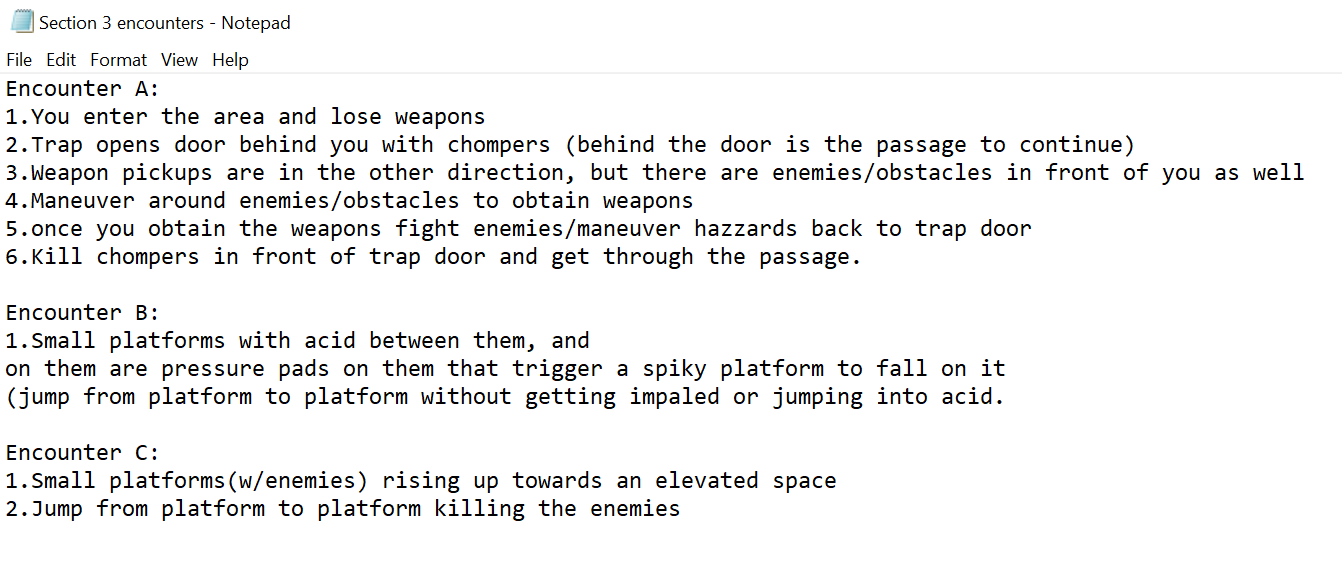 Section 3 encounters - Notepad
File Edit Format View Help
Encounter A:
1.You enter the area and lose weapons
2.Trap opens door behind you with chompers (behind the door is the passage to continue)
3.Weapon pickups are in the other direction, but there are enemies/obstacles in front of you as well
4.Maneuver around enemies/obstacles to obtain weapons
5.once you obtain the weapons fight enemies/maneuver hazzards back to trap door
6.Kill chompers in front of trap door and get through the passage.
Encounter B:
1.Small platforms with acid between them, and
on them are pressure pads on them that trigger a spiky platform to fall on it
(jump from platform to platform without getting impaled or jumping into acid.
Encounter C:
1.Small platforms(w/enemies) rising up towards an elevated space
2.Jump from platform to platform killing the enemies